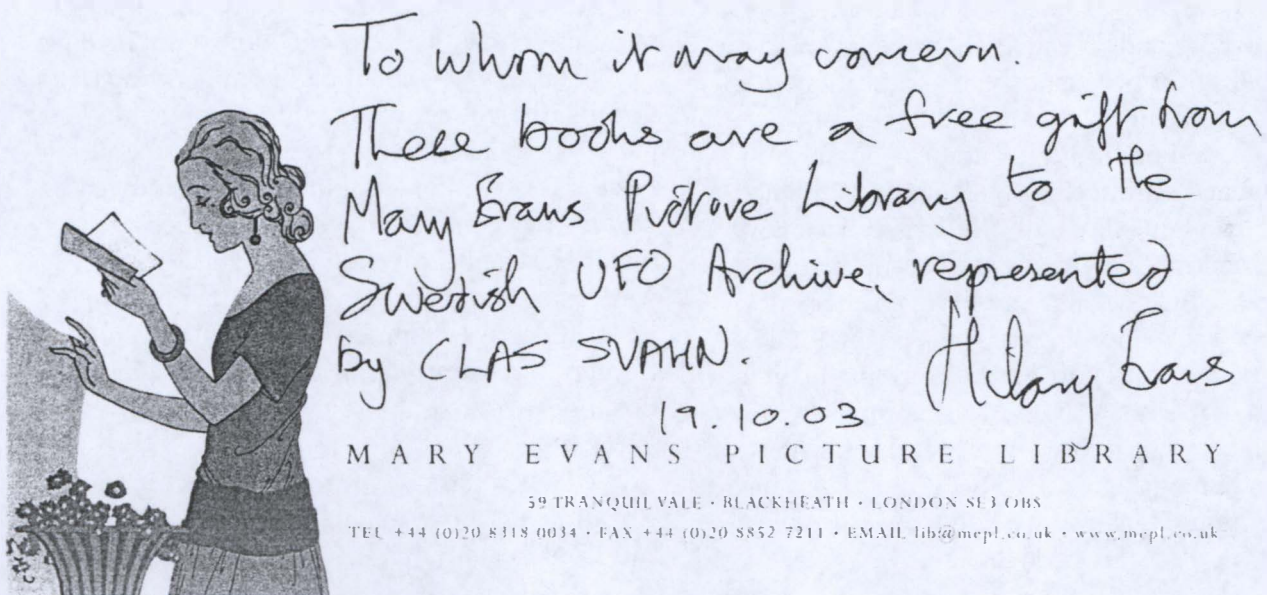 To whom it may concern.
These books are a free gift from
Mary Evans Picture Library to the
Swedish UFO Archive, represented
by CLAS SVAHN.
Hilary Evans
19.10.03
MARY EVANS PICTURE LIBRARY
59 TRANQUIL VALE · BLACKHEATH · LONDON SE3 OBS
TEL +44 (0)20 8318 0034 · FAX +44 (0)20 8852 7211 · EMAIL lib@mepl.co.uk · www.mepl.co.uk